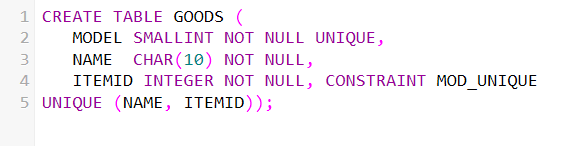 1 CREATE TABLE GOODS (
2    MODEL SMALLINT NOT NULL UNIQUE,
3    NAME  CHAR(10) NOT NULL,
4    ITEMID INTEGER NOT NULL, CONSTRAINT MOD_UNIQUE
5 UNIQUE (NAME, ITEMID));